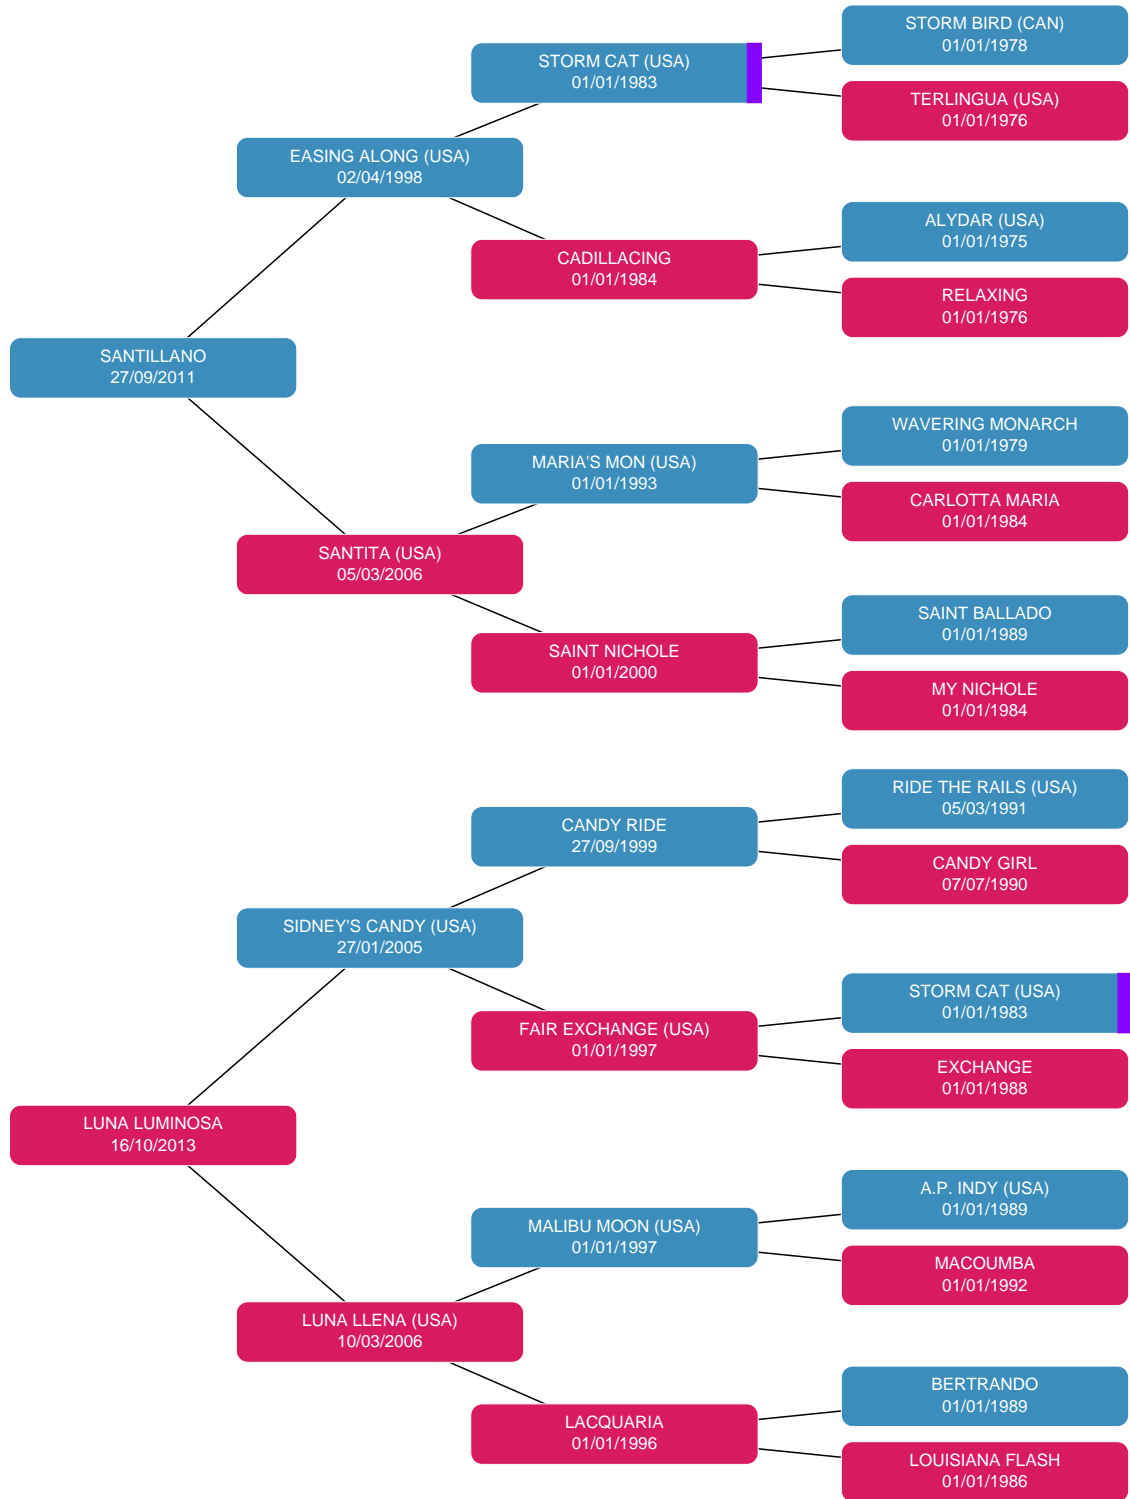 STORM BIRD (CAN)
01/01/1978
STORM CAT (USA)
01/01/1983
TERLINGUA (USA)
01/01/1976
EASING ALONG (USA)
02/04/1998
ALYDAR (USA)
01/01/1975
CADILLACING
01/01/1984
RELAXING
01/01/1976
SANTILLANO
27/09/2011
WAVERING MONARCH
01/01/1979
MARIA'S MON (USA)
01/01/1993
CARLOTTA MARIA
01/01/1984
SANTITA (USA)
05/03/2006
SAINT BALLADO
01/01/1989
SAINT NICHOLE
01/01/2000
MY NICHOLE
01/01/1984
RIDE THE RAILS (USA)
05/03/1991
CANDY RIDE
27/09/1999
CANDY GIRL
07/07/1990
SIDNEY'S CANDY (USA)
27/01/2005
STORM CAT (USA)
01/01/1983
FAIR EXCHANGE (USA)
01/01/1997
EXCHANGE
01/01/1988
LUNA LUMINOSA
16/10/2013
A.P. INDY (USA)
01/01/1989
MALIBU MOON (USA)
01/01/1997
MACOUMBA
01/01/1992
LUNA LLENA (USA)
10/03/2006
BERTRANDO
01/01/1989
LACQUARIA
01/01/1996
LOUISIANA FLASH
01/01/1986